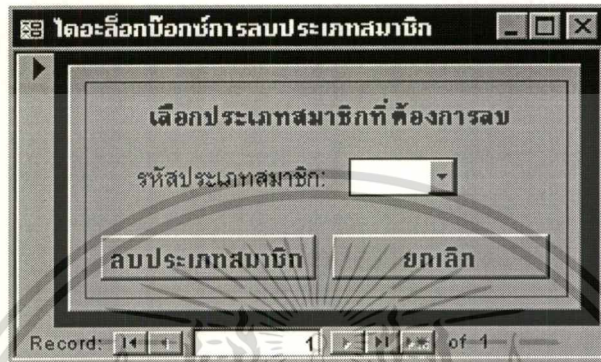 ไดอะล็อกบ๊อกซ์การลบประเภทสมาชิก
เลือกประเภทสมาชิกที่ต้องการลบ
รหัสประเภทสมาชิก:
ลบประเภทสมาชิก ยกเลิก
Record: 1 of 1